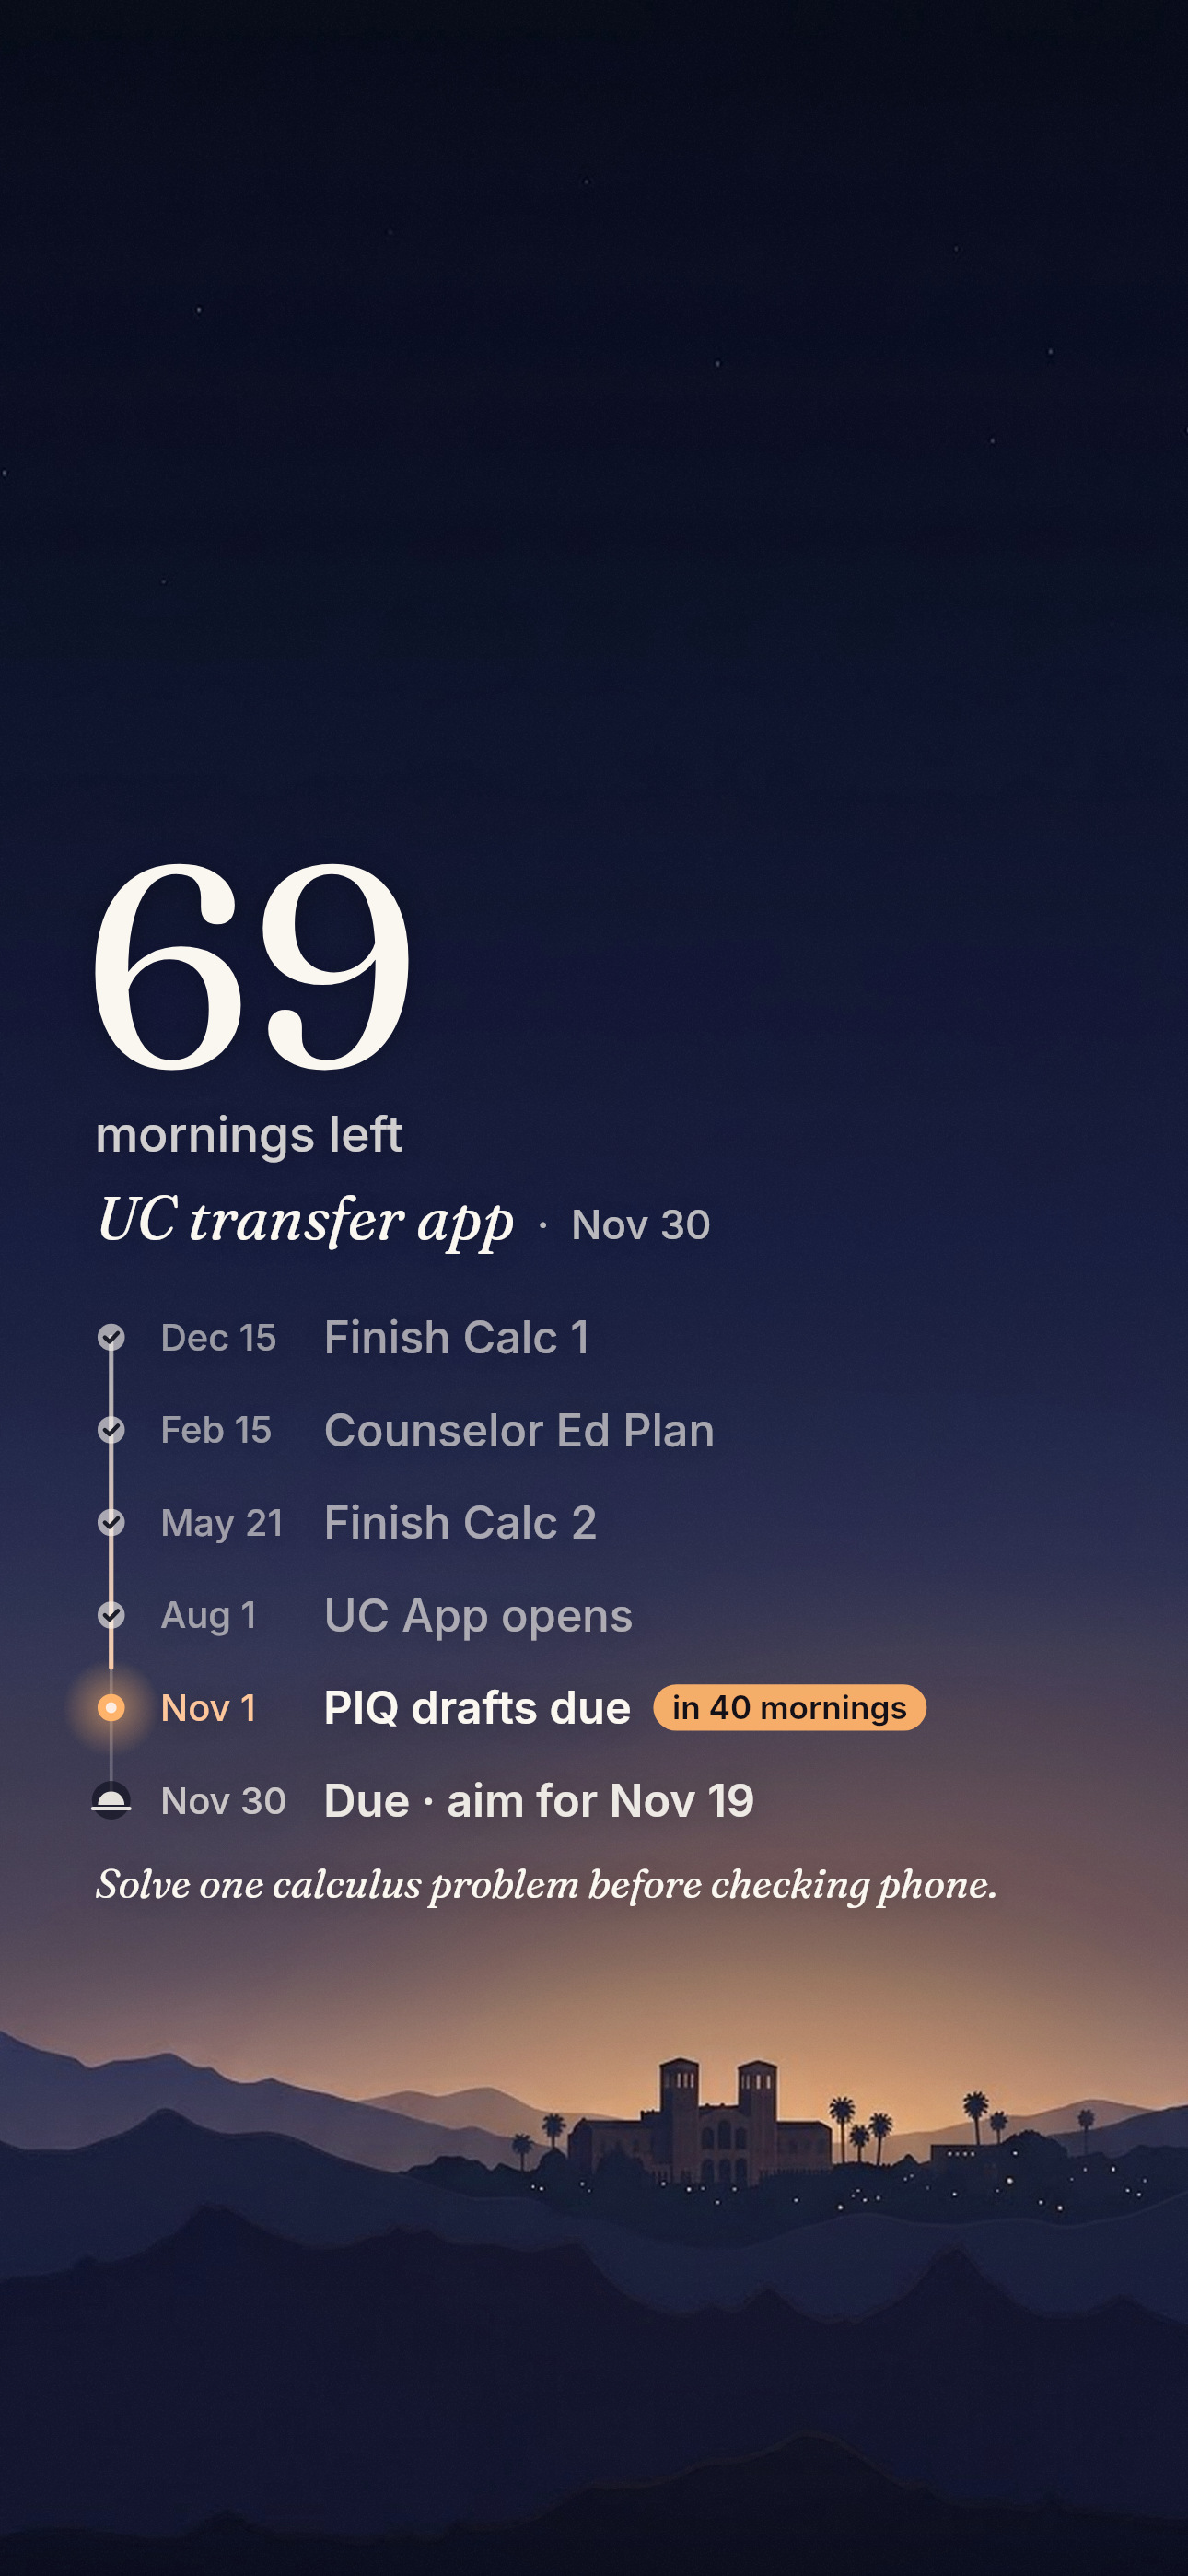 69
mornings left
UC transfer app · Nov 30
Dec 15 Finish Calc 1
Feb 15 Counselor Ed Plan
May 21 Finish Calc 2
Aug 1 UC App opens
Nov 1 PIQ drafts due in 40 mornings
Nov 30 Due · aim for Nov 19
Solve one calculus problem before checking phone.